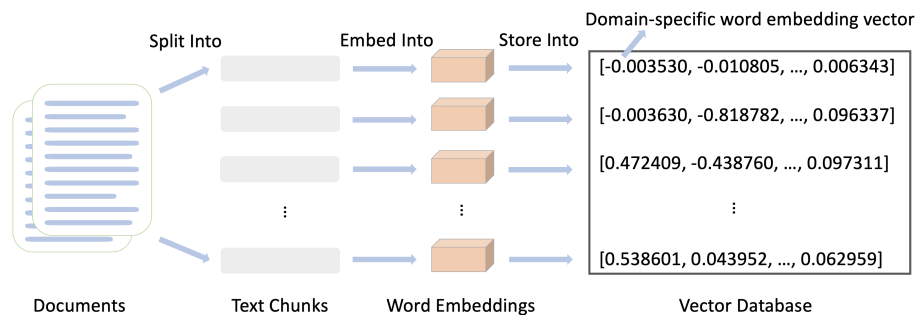 Domain-specific word embedding vector
Split Into
Embed Into
Store Into
[-0.003530, -0.010805, ..., 0.006343]
[-0.003630, -0.818782, ..., 0.096337]
[0.472409, -0.438760, ..., 0.097311]
⋮
⋮
⋮
[0.538601, 0.043952, ..., 0.062959]
Documents
Text Chunks
Word Embeddings
Vector Database